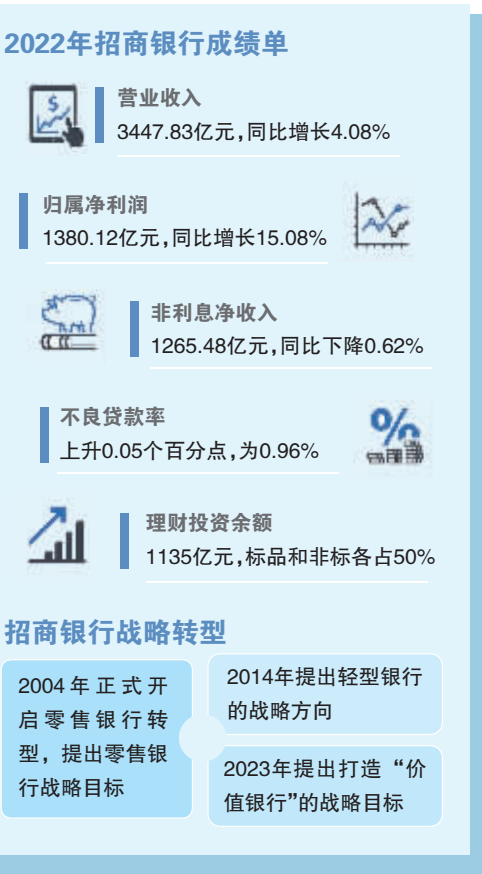 2022年招商银行成绩单
营业收入
3447.83亿元,同比增长4.08%
归属净利润
1380.12亿元,同比增长15.08%
非利息净收入
1265.48亿元,同比下降0.62%
不良贷款率
上升0.05个百分点,为0.96%
理财投资余额
1135亿元,标品和非标各占50%
招商银行战略转型
2004年正式开
启零售银行转
型，提出零售银
行战略目标
2014年提出轻型银行
的战略方向
2023年提出打造“价
值银行”的战略目标